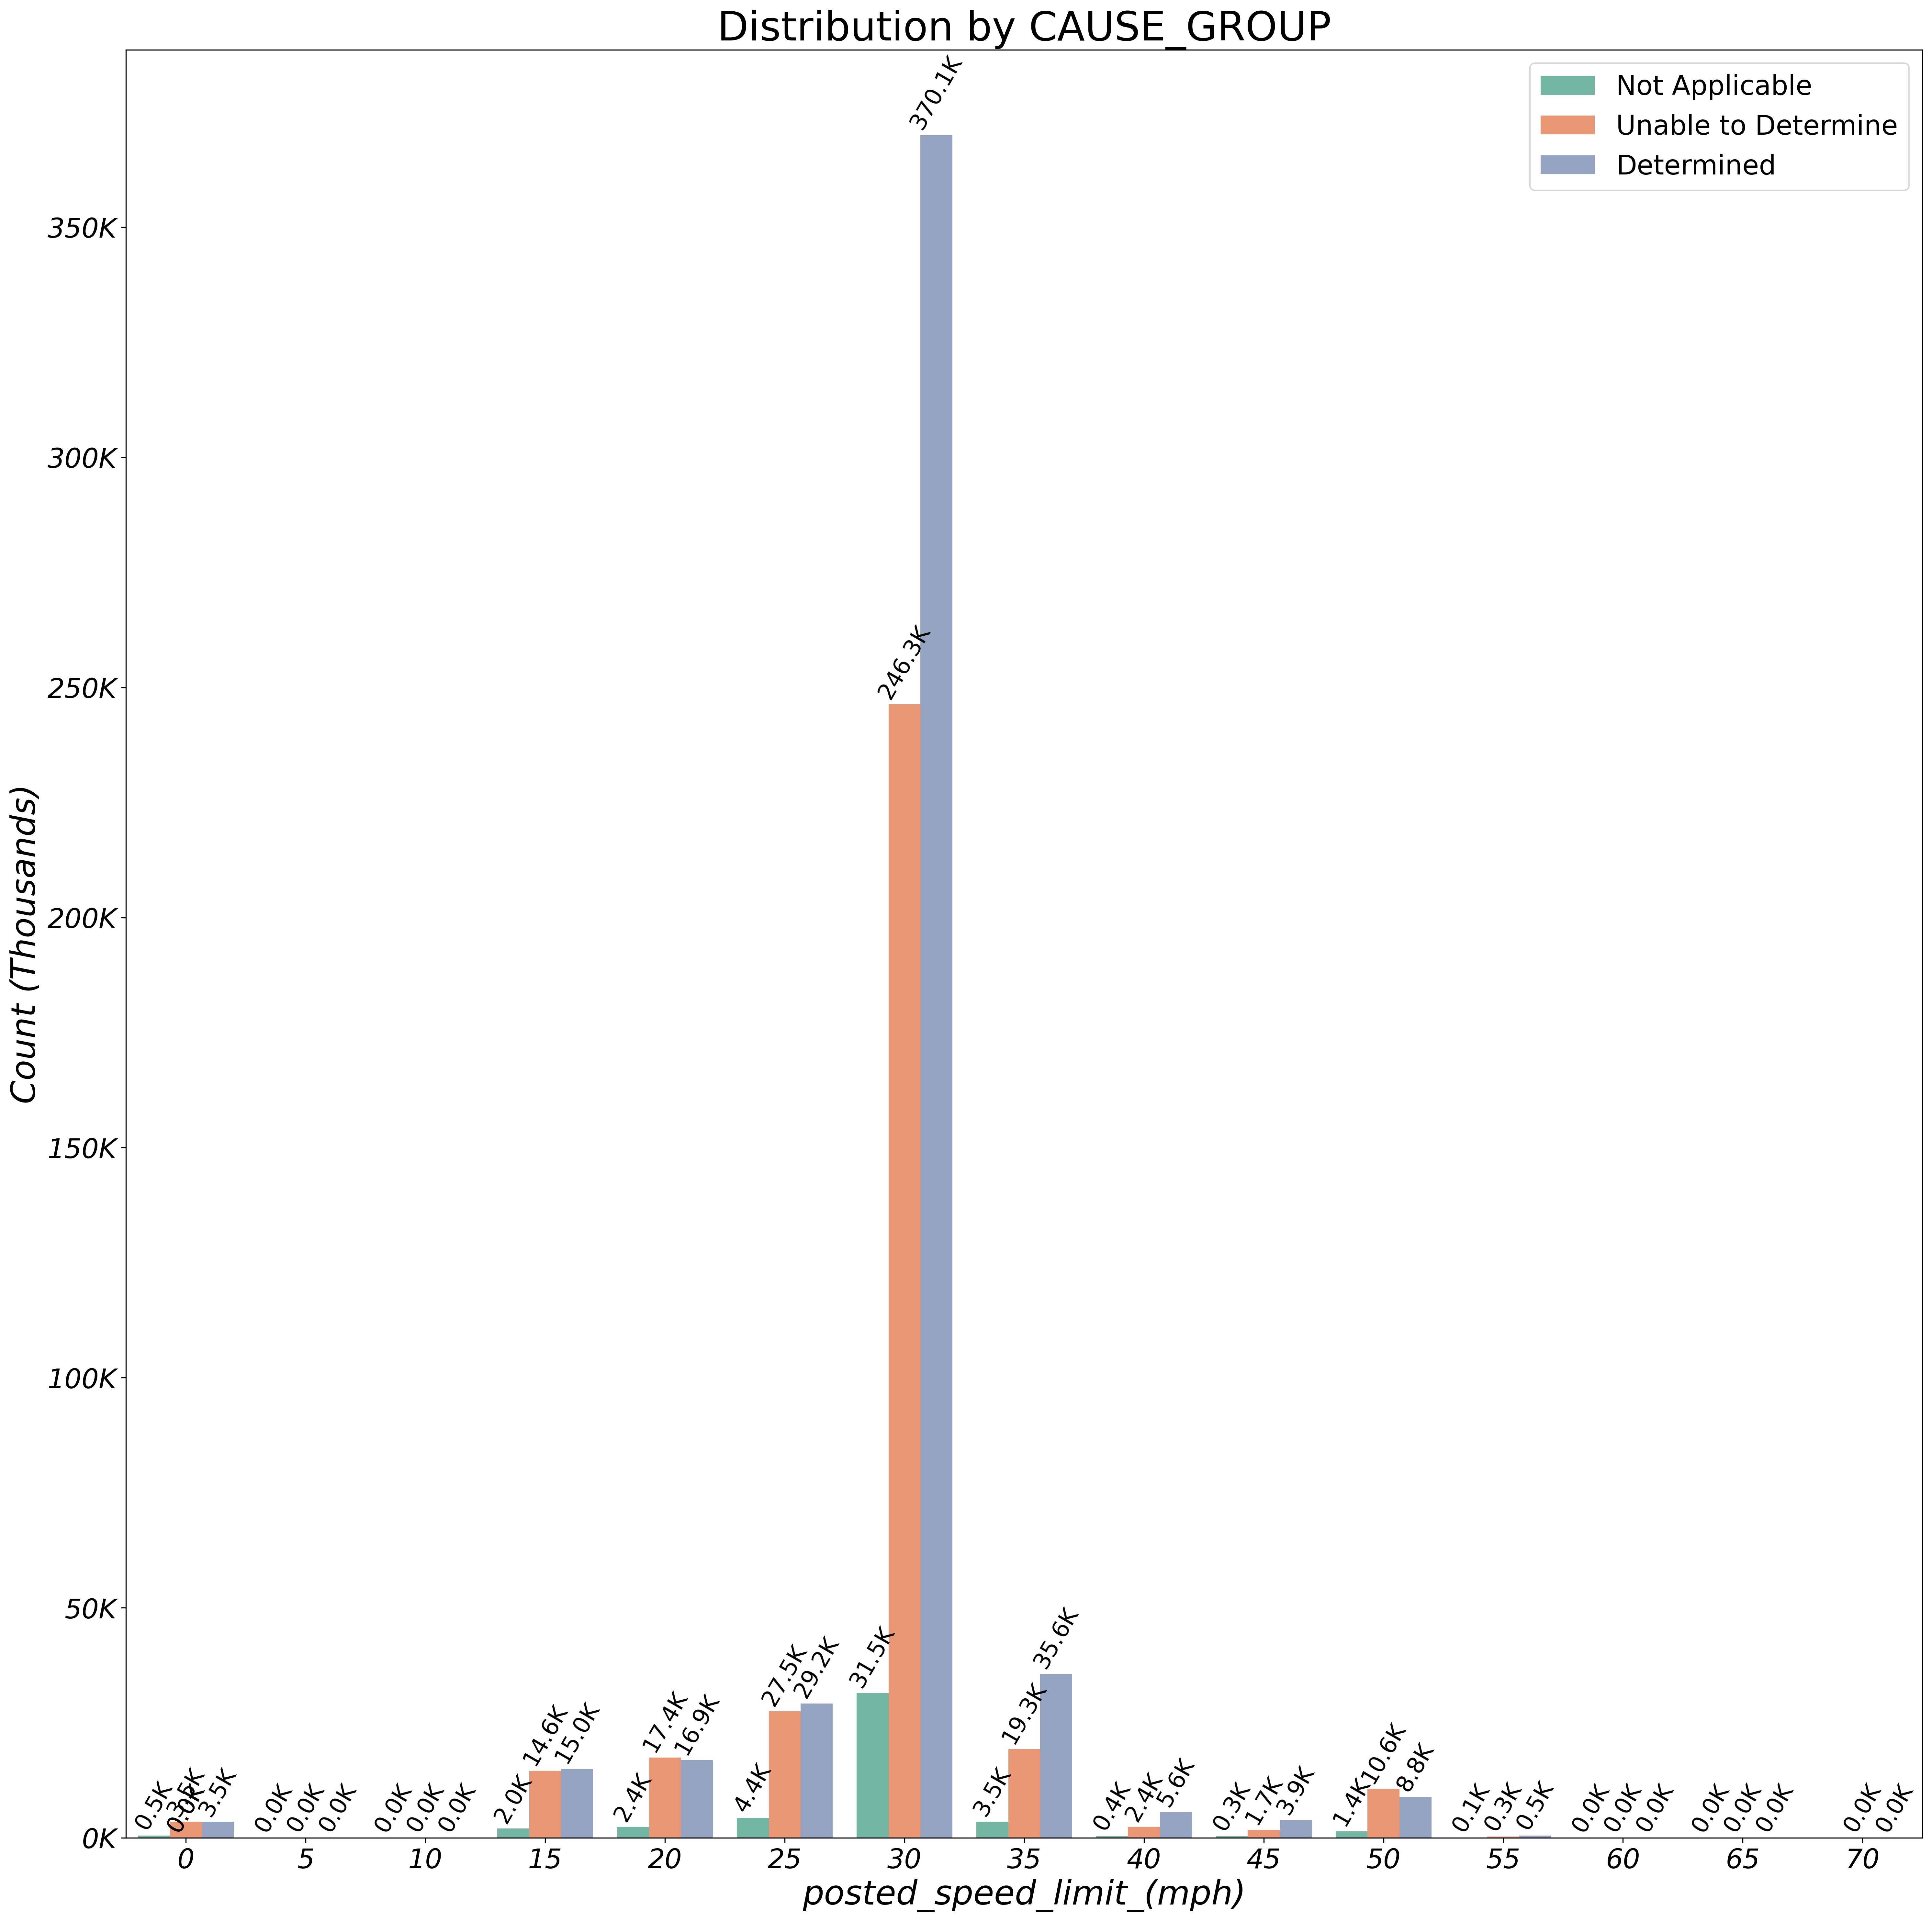 Distribution by CAUSE_GROUP
Not Applicable
Unable to Determine
Determined
Count (Thousands)
350K
300K
250K
200K
150K
100K
50K
0K
0.5K
3.5K
0.0K
3.5K
0.0K
0.0K
0.0K
0.0K
0.0K
0.0K
2.0K
14.6K
15.0K
2.4K
17.4K
16.9K
4.4K
27.5K
29.2K
31.5K
246.3K
370.1K
3.5K
19.3K
35.6K
0.4K
2.4K
5.6K
0.3K
1.7K
3.9K
1.4K
10.6K
8.8K
0.1K
0.3K
0.5K
0.0K
0.0K
0.0K
0.0K
0.0K
0.0K
0.0K
0.0K
0 5 10 15 20 25 30 35 40 45 50 55 60 65 70
posted_speed_limit_(mph)